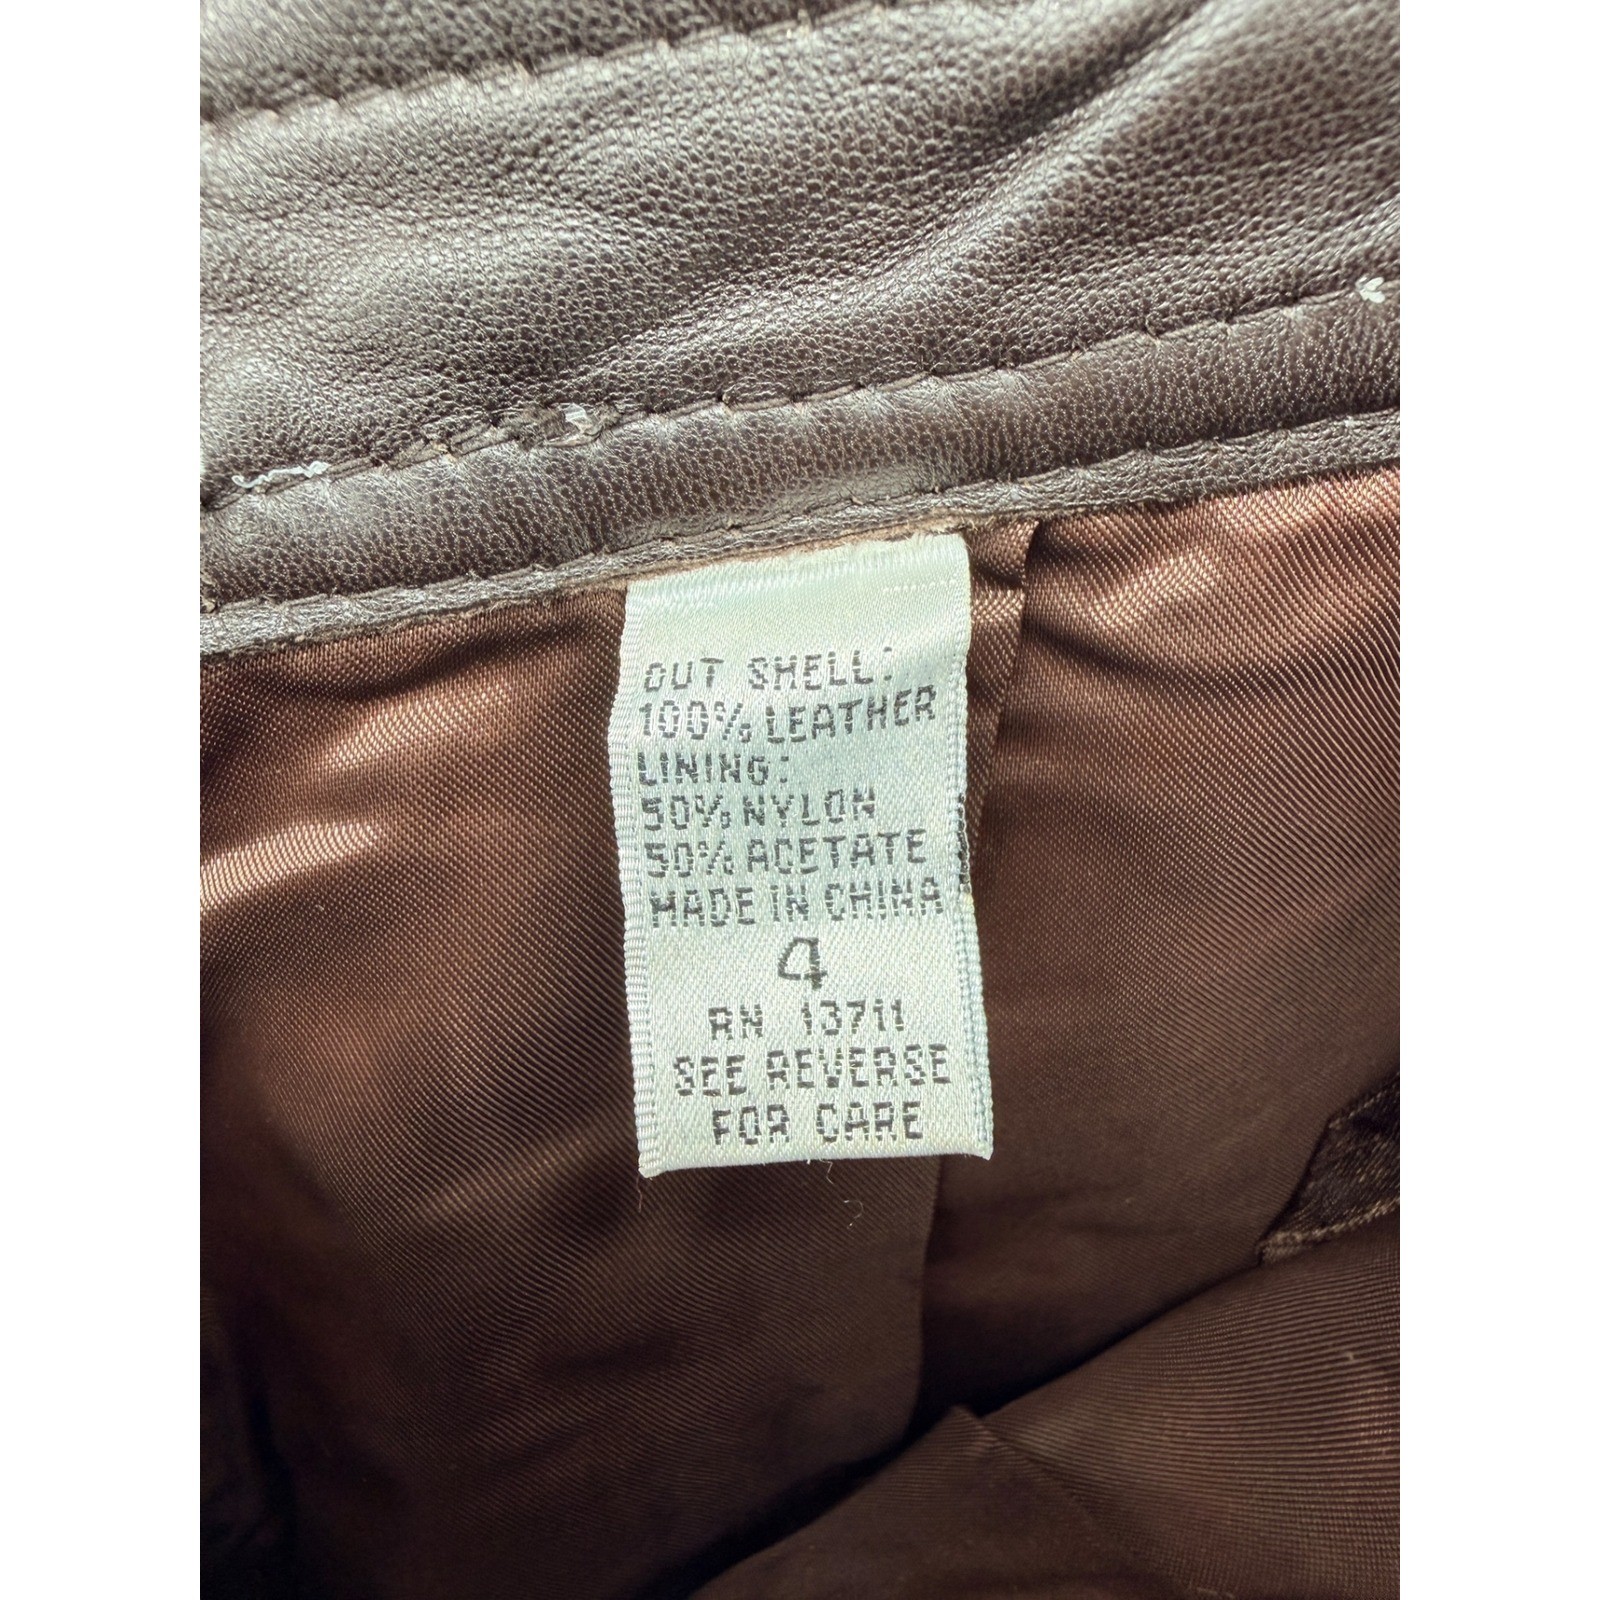 OUT SHELL:
100% LEATHER
LINING:
50% NYLON
50% ACETATE
MADE IN CHINA
4
RN 13711
SEE REVERSE
FOR CARE